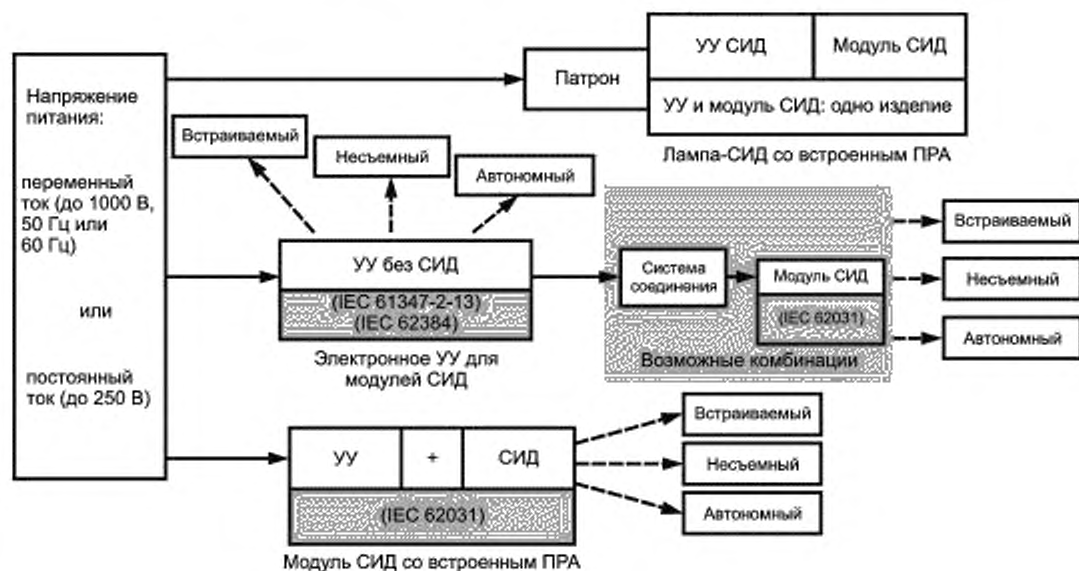 Напряжение
питания:
переменный
ток (до 1000 В,
50 Гц или
60 Гц)
или
постоянный
ток (до 250 В)
Патрон
УУ СИД
Модуль СИД
УУ и модуль СИД: одно изделие
Лампа-СИД со встроенным ПРА
Встраиваемый
Несъемный
Автономный
УУ без СИД
(IEC 61347-2-13)
(IEC 62384)
Электронное УУ для
модулей СИД
Система
соединения
Модуль СИД
(IEC 62031)
Возможные комбинации
Встраиваемый
Несъемный
Автономный
УУ
+
СИД
(IEC 62031)
Модуль СИД со встроенным ПРА
Встраиваемый
Несъемный
Автономный